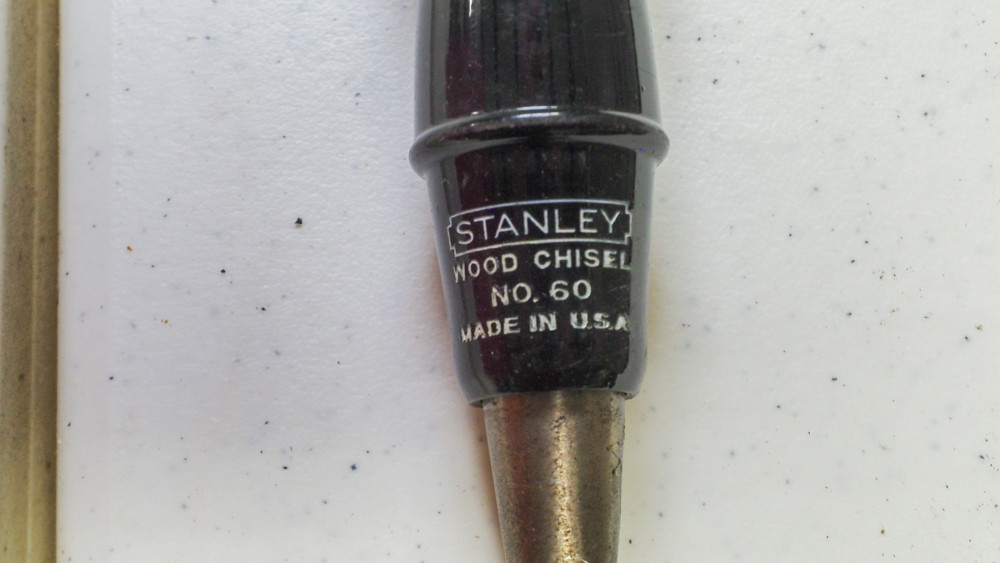 STANLEY
WOOD CHISEL
NO. 60
MADE IN U.S.A